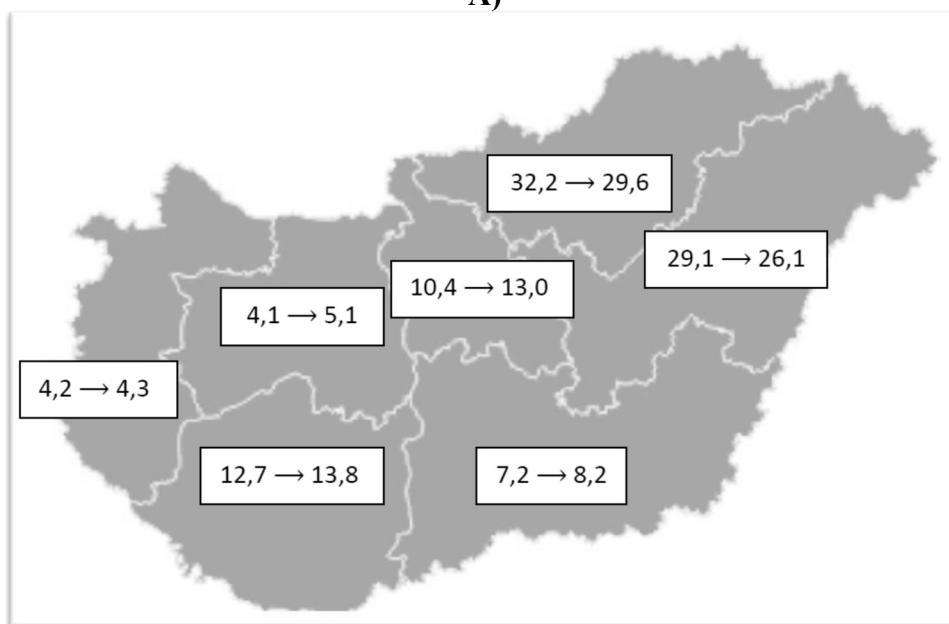 A)
32,2 → 29,6
29,1 → 26,1
10,4 → 13,0
4,1 → 5,1
4,2 → 4,3
12,7 → 13,8
7,2 → 8,2